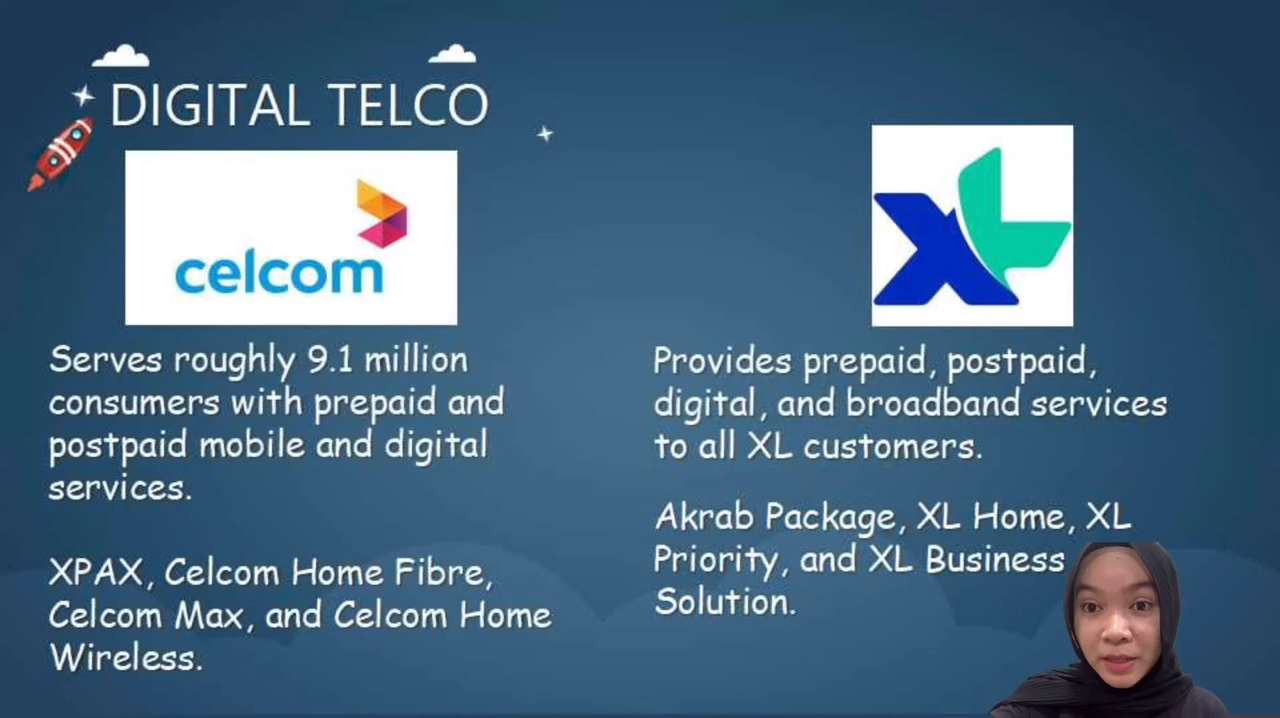 DIGITAL TELCO
celcom
Serves roughly 9.1 million
consumers with prepaid and
postpaid mobile and digital
services.
XPAX, Celcom Home Fibre,
Celcom Max, and Celcom Home
Wireless.
XL
Provides prepaid, postpaid,
digital, and broadband services
to all XL customers.
Akrab Package, XL Home, XL
Priority, and XL Business
Solution.